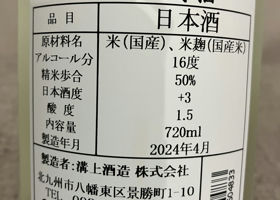 品目 日本酒
原材料名 米(国産)、米麹(国産米)
アルコール分 16度
精米歩合 50%
日本酒度 +3
酸度 1.5
内容量 720ml
製造年月 2024年4月
製造者:溝上酒造 株式会社
北九州市八幡東区景勝町1-10